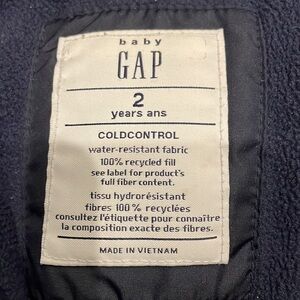 baby
GAP
2
years ans
COLDCONTROL
water-resistant fabric
100% recycled fill
see label for product's
full fiber content.
tissu hydrorésistant
fibres 100 % recyclées
consultez l'étiquette pour connaître
la composition exacte des fibres.
MADE IN VIETNAM